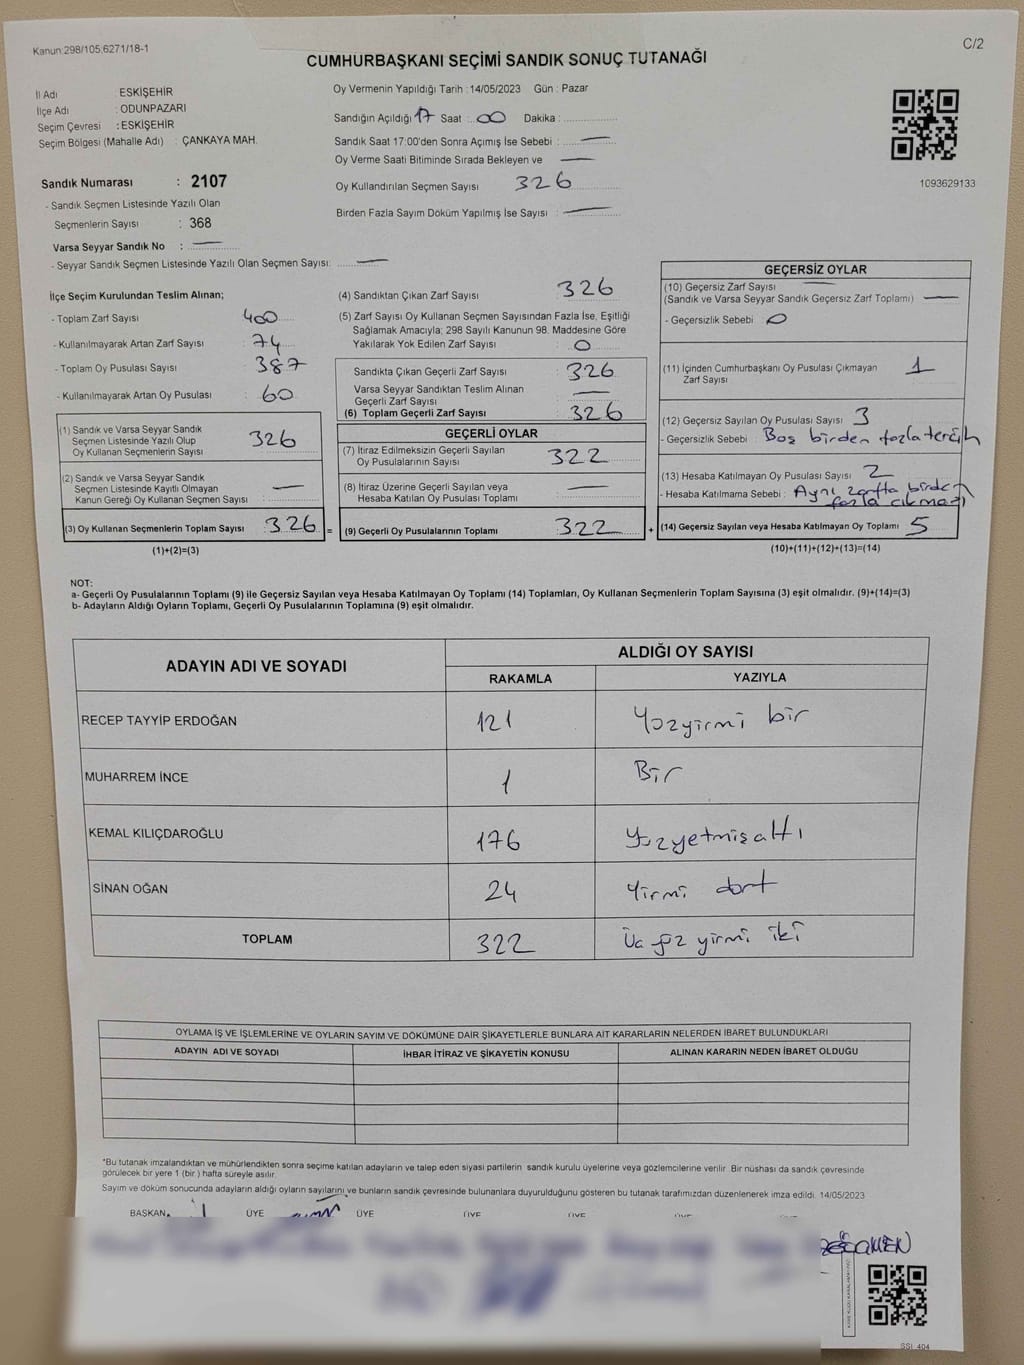 Kanun:298/105:6271/18-1
C/2
CUMHURBAŞKANI SEÇİMİ SANDIK SONUÇ TUTANAĞI
İl Adı : ESKİŞEHİR
İlçe Adı : ODUNPAZARI
Seçim Çevresi : ESKİŞEHİR
Seçim Bölgesi (Mahalle Adı) : ÇANKAYA MAH.
Sandık Numarası : 2107
- Sandık Seçmen Listesinde Yazılı Olan
Seçmenlerin Sayısı : 368
Varsa Seyyar Sandık No : —
- Seyyar Sandık Seçmen Listesinde Yazılı Olan Seçmen Sayısı: —
Oy Vermenin Yapıldığı Tarih : 14/05/2023 Gün : Pazar
Sandığın Açıldığı 17 Saat : 00 Dakika :
Sandık Saat 17:00'den Sonra Açımış İse Sebebi : —
Oy Verme Saati Bitiminde Sırada Bekleyen ve —
Oy Kullandırılan Seçmen Sayısı 326
Birden Fazla Sayım Döküm Yapılmış İse Sayısı : —
1093629133
İlçe Seçim Kurulundan Teslim Alınan;
- Toplam Zarf Sayısı 400
- Kullanılmayarak Artan Zarf Sayısı : 74
- Toplam Oy Pusulası Sayısı : 387
- Kullanılmayarak Artan Oy Pusulası : 60
(1) Sandık ve Varsa Seyyar Sandık
Seçmen Listesinde Yazılı Olup
Oy Kullanan Seçmenlerin Sayısı : 326
(2) Sandık ve Varsa Seyyar Sandık
Seçmen Listesinde Kayıtlı Olmayan
Kanun Gereği Oy Kullanan Seçmen Sayısı : —
(3) Oy Kullanan Seçmenlerin Toplam Sayısı : 326 =
(1)+(2)=(3)
(4) Sandıktan Çıkan Zarf Sayısı : 326
(5) Zarf Sayısı Oy Kullanan Seçmen Sayısından Fazla İse, Eşitliği
Sağlamak Amacıyla; 298 Sayılı Kanunun 98. Maddesine Göre
Yakılarak Yok Edilen Zarf Sayısı : 0
Sandıkta Çıkan Geçerli Zarf Sayısı : 326
Varsa Seyyar Sandıktan Teslim Alınan
Geçerli Zarf Sayısı : —
(6) Toplam Geçerli Zarf Sayısı : 326
GEÇERLİ OYLAR
(7) İtiraz Edilmeksizin Geçerli Sayılan
Oy Pusulalarının Sayısı : 322
(8) İtiraz Üzerine Geçerli Sayılan veya
Hesaba Katılan Oy Pusulası Toplamı : —
(9) Geçerli Oy Pusulalarının Toplamı : 322 +
GEÇERSİZ OYLAR
(10) Geçersiz Zarf Sayısı —
(Sandık ve Varsa Seyyar Sandık Geçersiz Zarf Toplamı) : —
- Geçersizlik Sebebi : 0
(11) İçinden Cumhurbaşkanı Oy Pusulası Çıkmayan : 1
Zarf Sayısı
(12) Geçersiz Sayılan Oy Pusulası Sayısı : 3
- Geçersizlik Sebebi : Boş birden fazla tercih
(13) Hesaba Katılmayan Oy Pusulası Sayısı : 2
- Hesaba Katılmama Sebebi : Aynı zarfta birden
fazla çıkması
(14) Geçersiz Sayılan veya Hesaba Katılmayan Oy Toplamı : 5
(10)+(11)+(12)+(13)=(14)
NOT:
a- Geçerli Oy Pusulalarının Toplamı (9) ile Geçersiz Sayılan veya Hesaba Katılmayan Oy Toplamı (14) Toplamları, Oy Kullanan Seçmenlerin Toplam Sayısına (3) eşit olmalıdır. (9)+(14)=(3)
b- Adayların Aldığı Oyların Toplamı, Geçerli Oy Pusulalarının Toplamına (9) eşit olmalıdır.
ADAYIN ADI VE SOYADI
ALDIĞI OY SAYISI
RAKAMLA YAZIYLA
RECEP TAYYİP ERDOĞAN 121 Yüzyirmi bir
MUHARREM İNCE 1 Bir
KEMAL KILIÇDAROĞLU 176 Yüzyetmişaltı
SİNAN OĞAN 24 Yirmi dört
TOPLAM 322 Üç yüz yirmi iki
OYLAMA İŞ VE İŞLEMLERİNE VE OYLARIN SAYIM VE DÖKÜMÜNE DAİR ŞİKAYETLERLE BUNLARA AİT KARARLARIN NELERDEN İBARET BULUNDUKLARI
ADAYIN ADI VE SOYADI İHBAR İTİRAZ VE ŞİKAYETİN KONUSU ALINAN KARARIN NEDEN İBARET OLDUĞU
*Bu tutanak imzalandıktan ve mühürlendikten sonra seçime katılan adayların ve talep eden siyasi partilerin sandık kurulu üyelerine veya gözlemcilerine verilir. Bir nüshası da sandık çevresinde
görülecek bir yere 1 (bir) hafta süreyle asılır.
Sayım ve döküm sonucunda adayların aldığı oyların sayılarını ve bunların sandık çevresinde bulunanlara duyurulduğunu gösteren bu tutanak tarafımızdan düzenlenerek imza edildi. 14/05/2023
BAŞKAN ÜYE ÜYE ÜYE ÜYE ÜYE
SSI 404